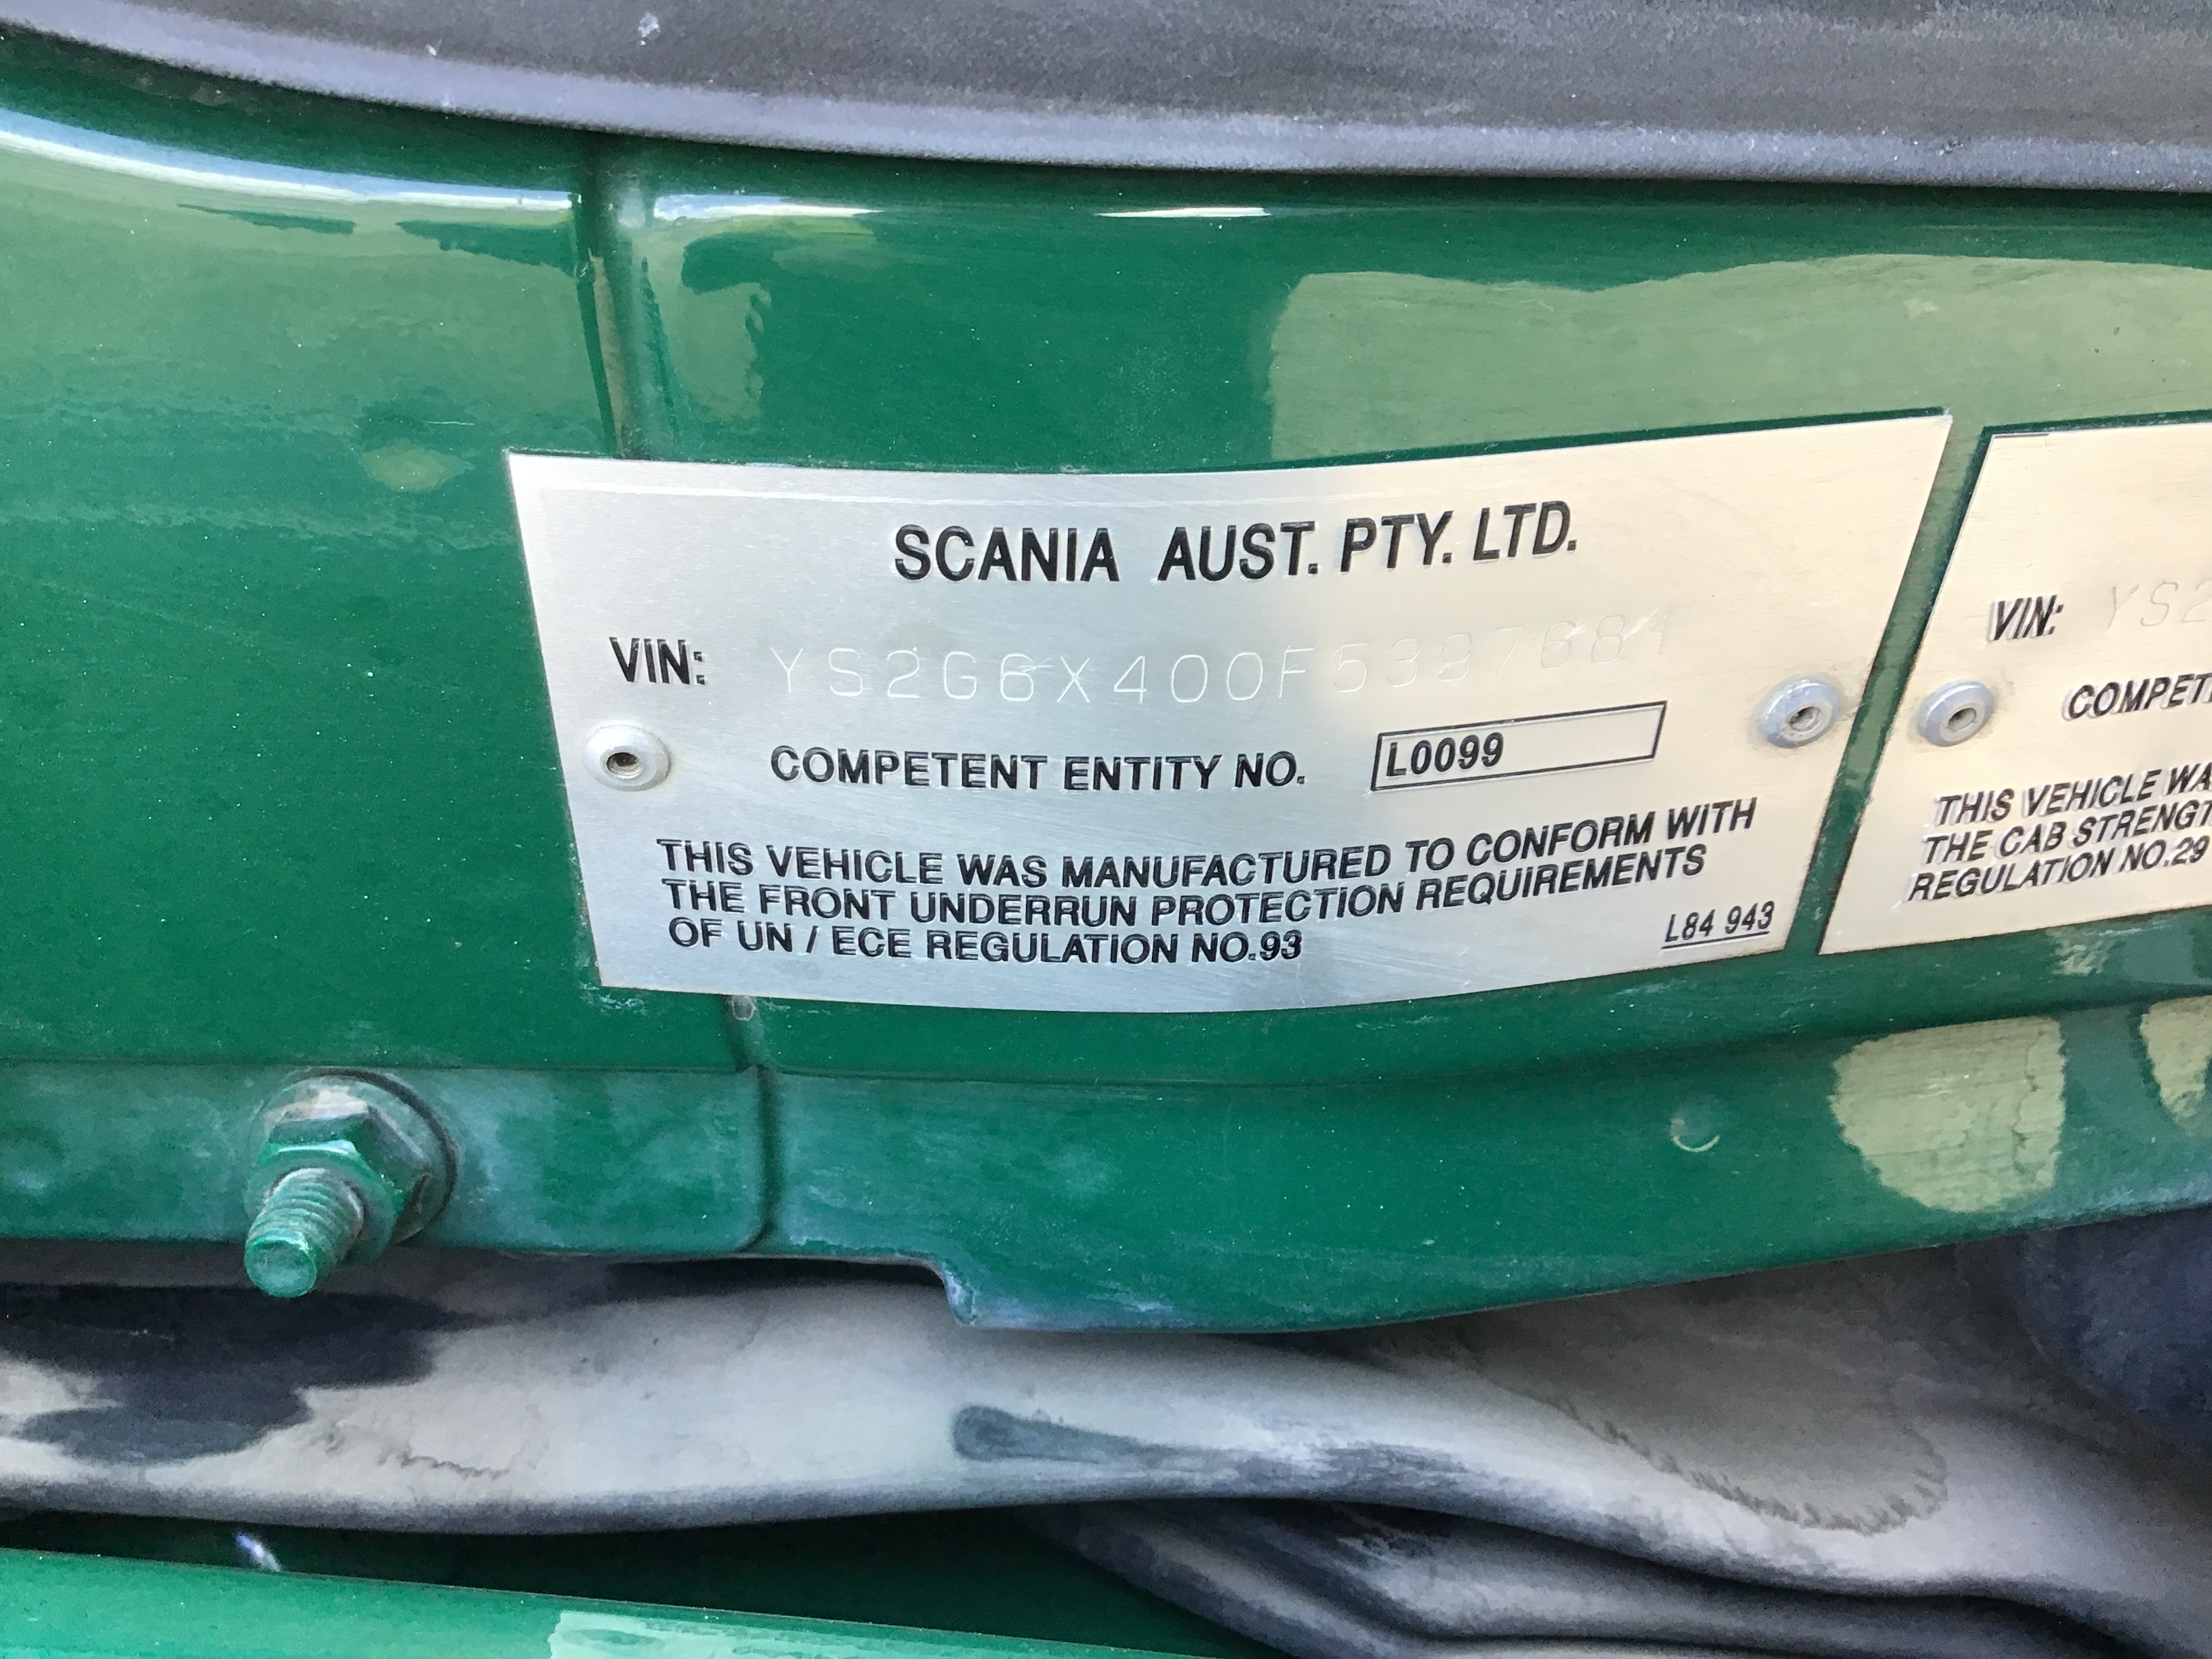 SCANIA AUST. PTY. LTD.
VIN: YS2G6X400F5397681
COMPETENT ENTITY NO. L0099
THIS VEHICLE WAS MANUFACTURED TO CONFORM WITH
THE FRONT UNDERRUN PROTECTION REQUIREMENTS
OF UN / ECE REGULATION NO.93
L84 943
VIN: YS2
COMPET
THIS VEHICLE WA
THE CAB STRENGT
REGULATION NO.29